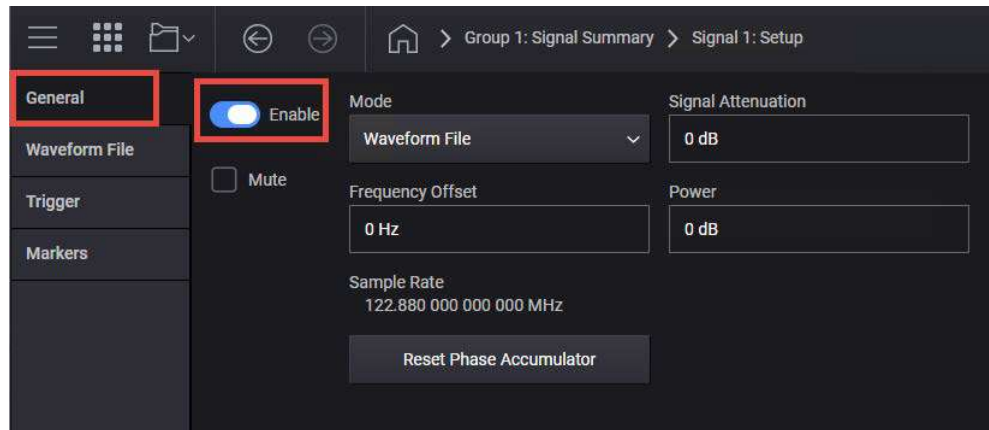 Group 1: Signal Summary > Signal 1: Setup
General
Waveform File
Trigger
Markers
Enable
Mute
Mode
Waveform File
Signal Attenuation
0 dB
Frequency Offset
0 Hz
Power
0 dB
Sample Rate
122.880 000 000 000 MHz
Reset Phase Accumulator